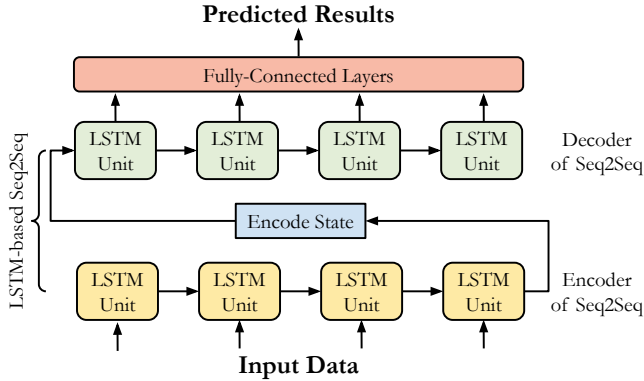 Predicted Results
Fully-Connected Layers
LSTM
Unit
LSTM
Unit
LSTM
Unit
LSTM
Unit
Decoder
of Seq2Seq
LSTM-based Seq2Seq
Encode State
LSTM
Unit
LSTM
Unit
LSTM
Unit
LSTM
Unit
Encoder
of Seq2Seq
Input Data